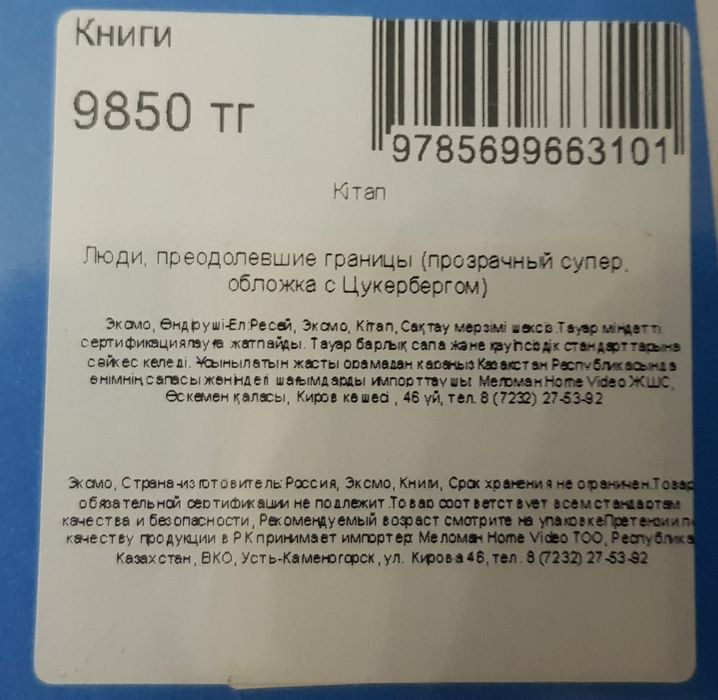 Книги
9850 тг
9785699663101
Кітап
Люди, преодолевшие границы (прозрачный супер,
обложка с Цукербергом)
Эксмо, Өндіруші-Ел:Ресей, Эксмо, Кітап, Сақтау мерзімі шексіз.Тауар міндетті
сертификациялауға жатпайды. Тауар барлық сапа және қауіпсіздік стандарттарына
сәйкес келеді. Ұсынылатын жасты орамадан қараңыз.Казақстан Республикасында
өнімнің сапасы жөніндегі шағымдарды импорттаушы: Меломан Home Video ЖШС,
Өскемен қаласы, Киров көшесі , 46 үй, тел. 8 (7232) 27-53-92
Эксмо, Страна-изготовитель: Россия, Эксмо, Книги, Срок хранения не ограничен.Товар
обязательной сертификации не подлежит.Товар соответствует всем стандартам
качества и безопасности, Рекомендуемый возраст смотрите на упаковке.Претензии п
качеству продукции в РК принимает импортер: Меломан Home Video ТОО, Республика
Казахстан, ВКО, Усть-Каменогорск, ул. Кирова 46, тел. 8 (7232) 27-53-92